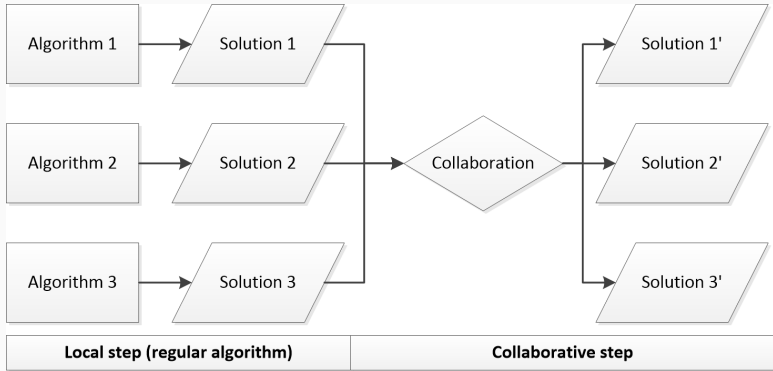 Algorithm 1
Solution 1
Solution 1'
Algorithm 2
Solution 2
Collaboration
Solution 2'
Algorithm 3
Solution 3
Solution 3'
Local step (regular algorithm)
Collaborative step